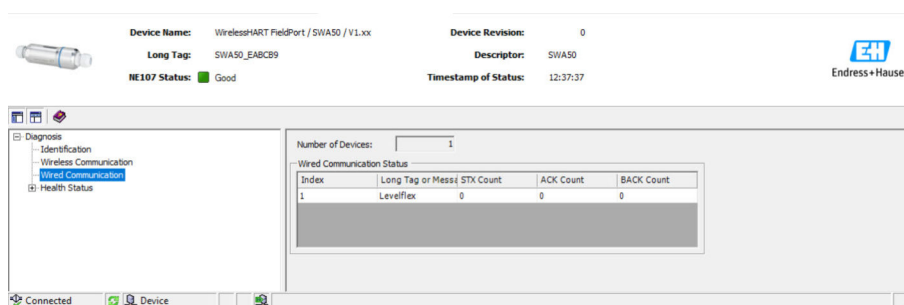 Device Name: WirelessHART FieldPort / SWA50 / V1.xx Device Revision: 0
Long Tag: SWA50_EABCB9 Descriptor: SWA50
NE107 Status: Good Timestamp of Status: 12:37:37
EH
Endress+Hause
Diagnosis
Identification
Wireless Communication
Wired Communication
Health Status
Number of Devices: 1
Wired Communication Status
Index Long Tag or Messa STX Count ACK Count BACK Count
1 Levelflex 0 0 0
Connected Device